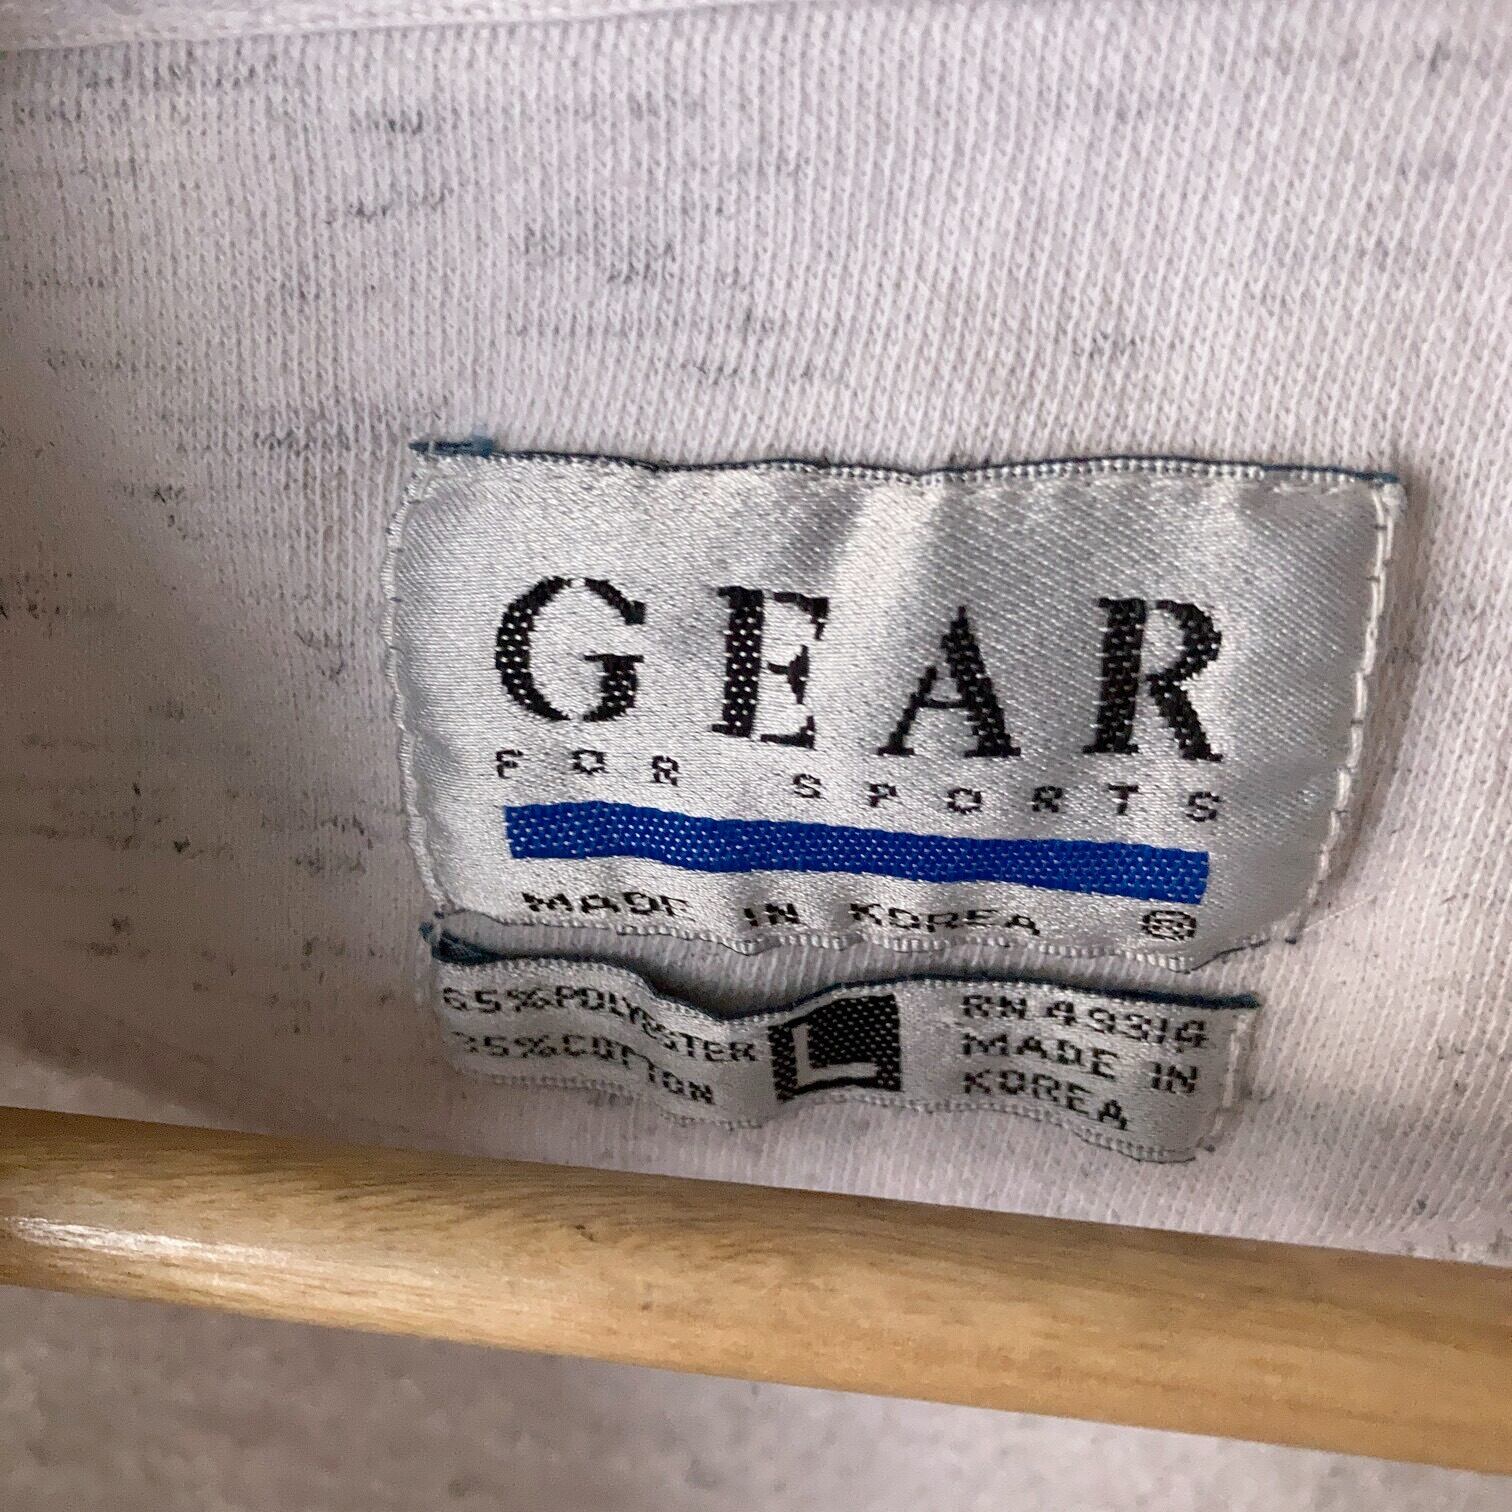 GEAR
FOR SPORTS
MADE IN KOREA ®
65%POLYESTER
35%COTTON
L
RN 49314
MADE IN
KOREA